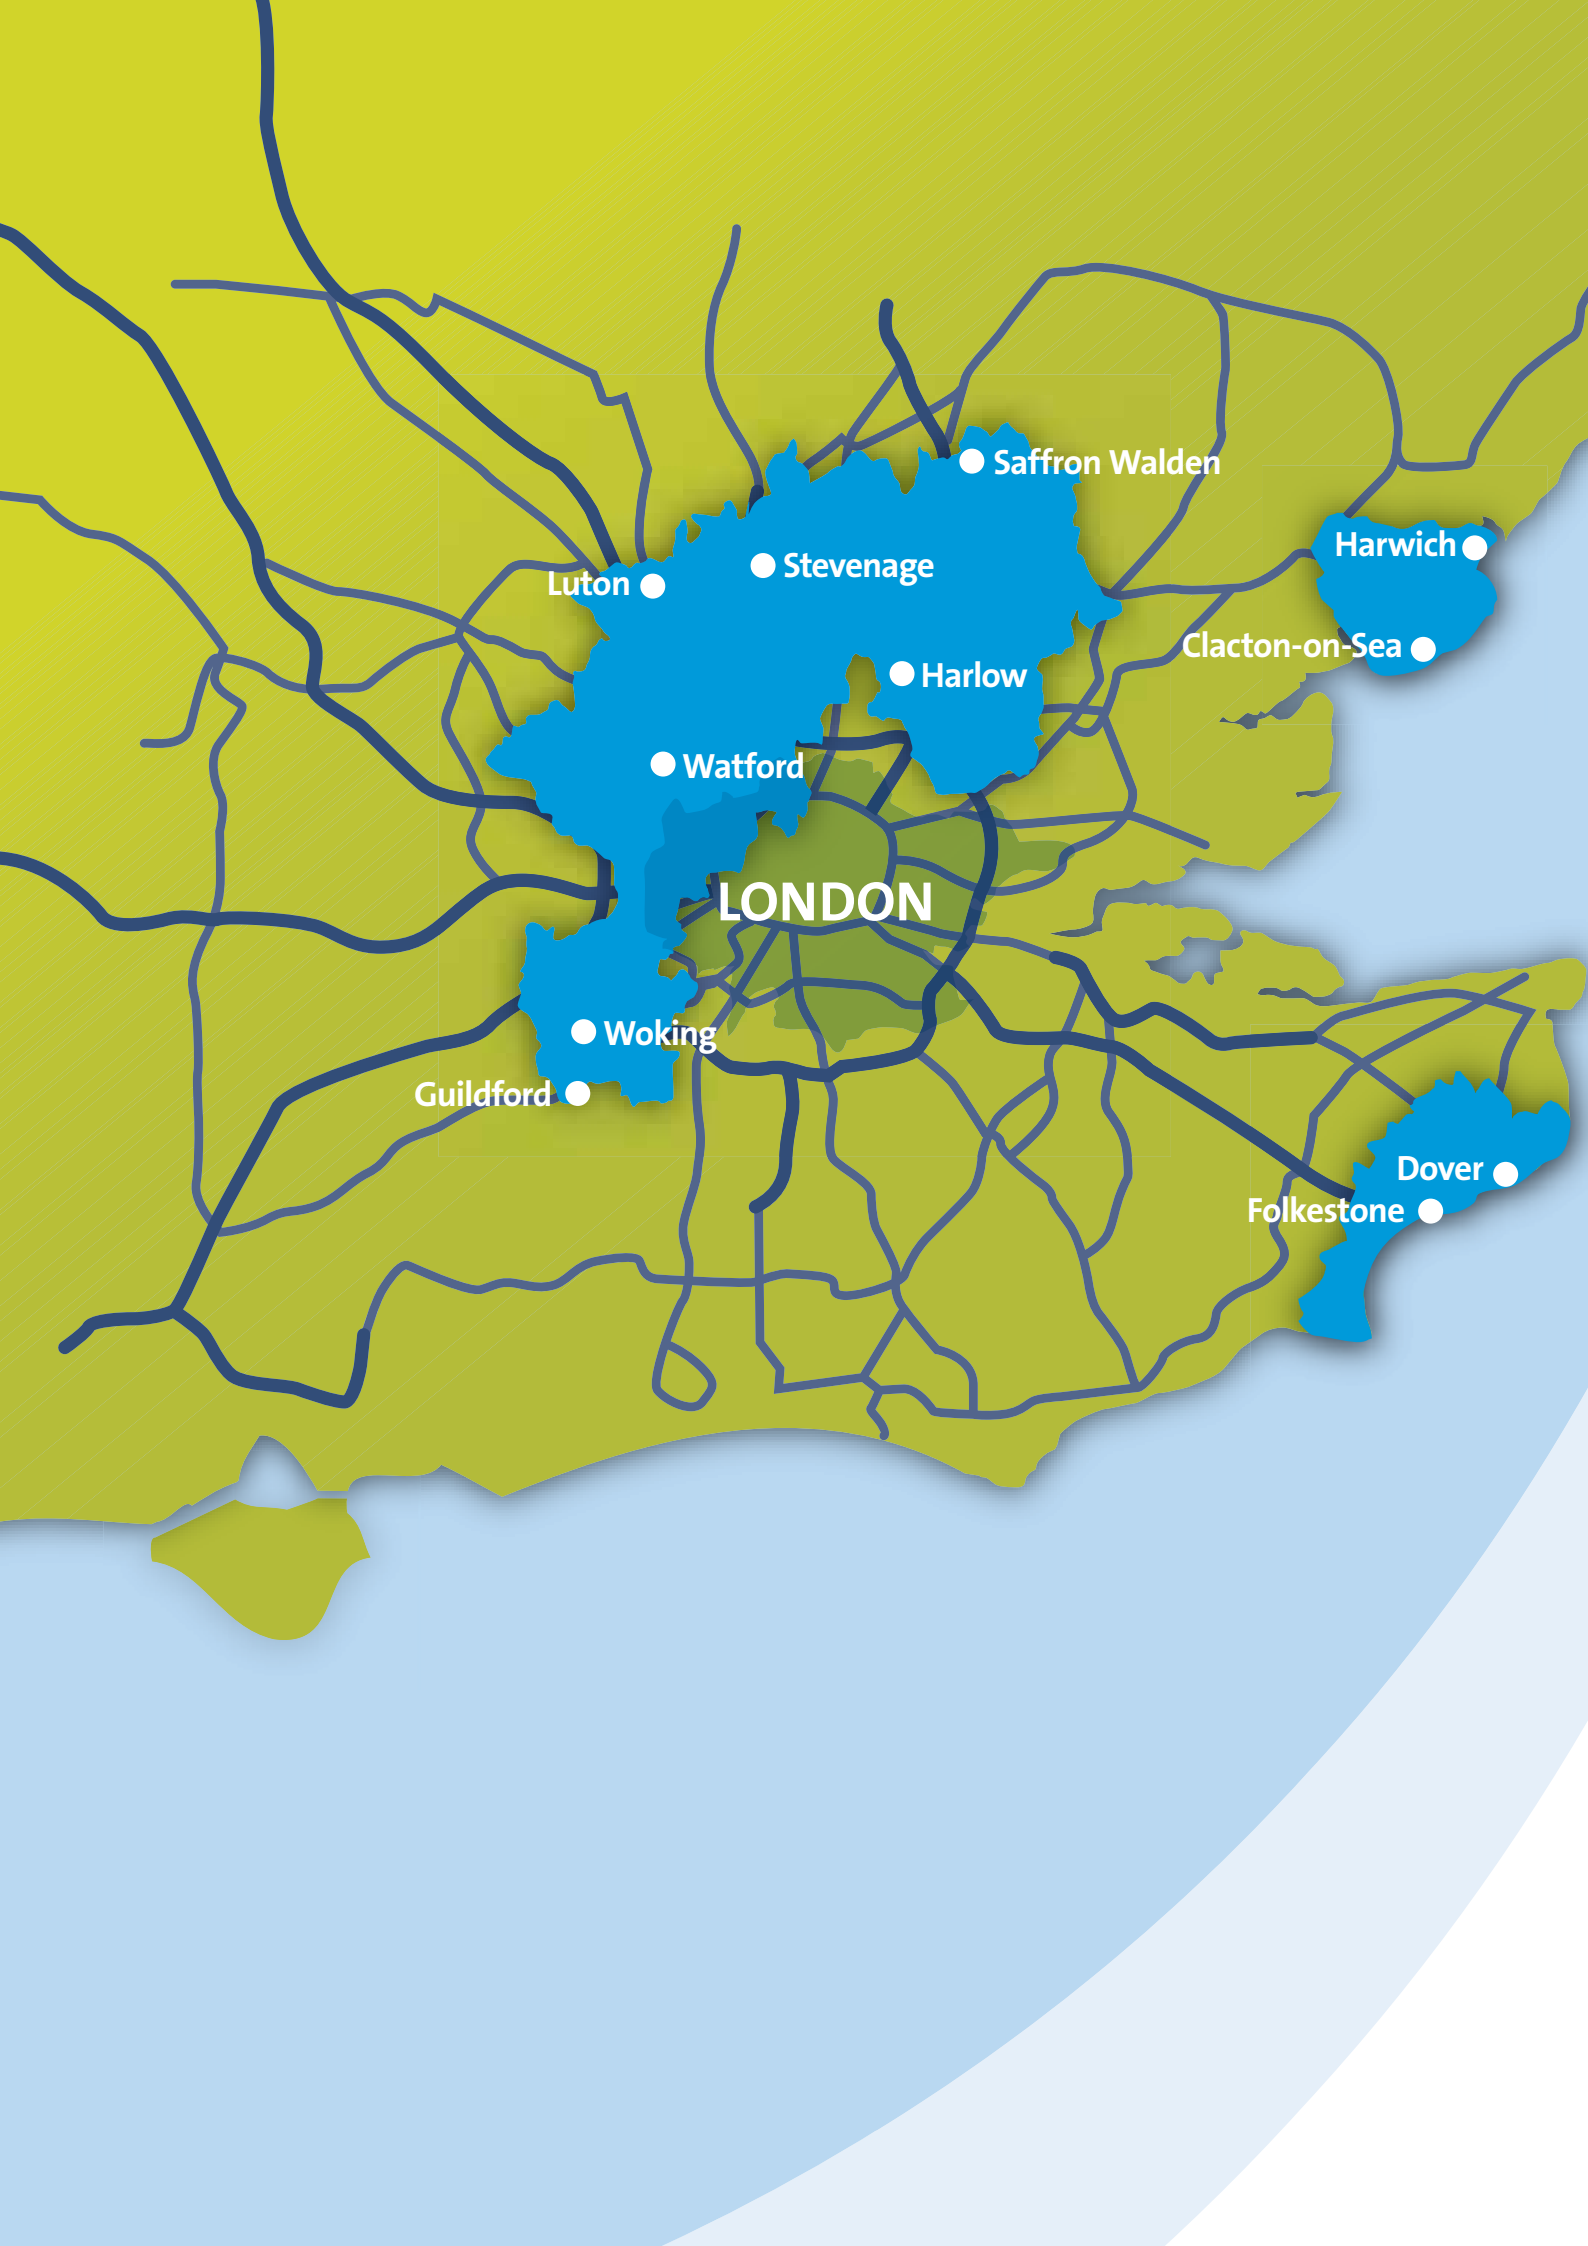 Saffron Walden
Harwich
Stevenage
Luton
Clacton-on-Sea
Harlow
Watford
LONDON
Woking
Guildford
Dover
Folkestone